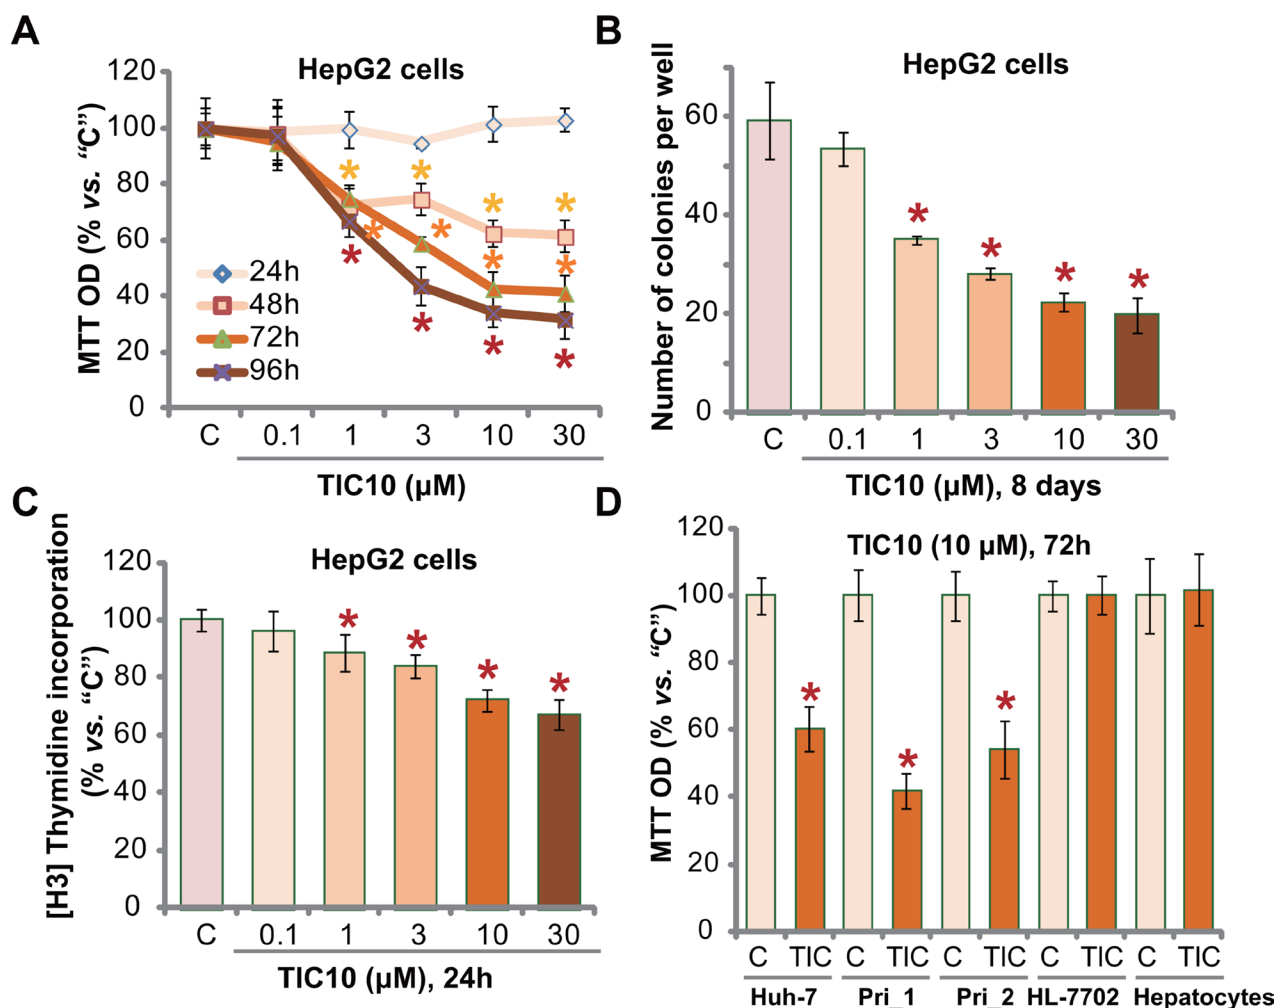 A
HepG2 cells
MTT OD (% vs. “C”)
120
100
80
60
40
20
0
24h
48h
72h
96h
* * * *
* * * *
* * * *
C 0.1 1 3 10 30
TIC10 (µM)
B
HepG2 cells
Number of colonies per well
60
40
20
0
* * * *
C 0.1 1 3 10 30
TIC10 (µM), 8 days
C
HepG2 cells
[H3] Thymidine incorporation
(% vs. “C”)
120
100
80
60
40
20
0
* * * *
C 0.1 1 3 10 30
TIC10 (µM), 24h
D
TIC10 (10 µM), 72h
MTT OD (% vs. “C”)
120
100
80
60
40
20
0
* * *
C TIC C TIC C TIC C TIC C TIC
Huh-7 Pri_1 Pri_2 HL-7702 Hepatocytes